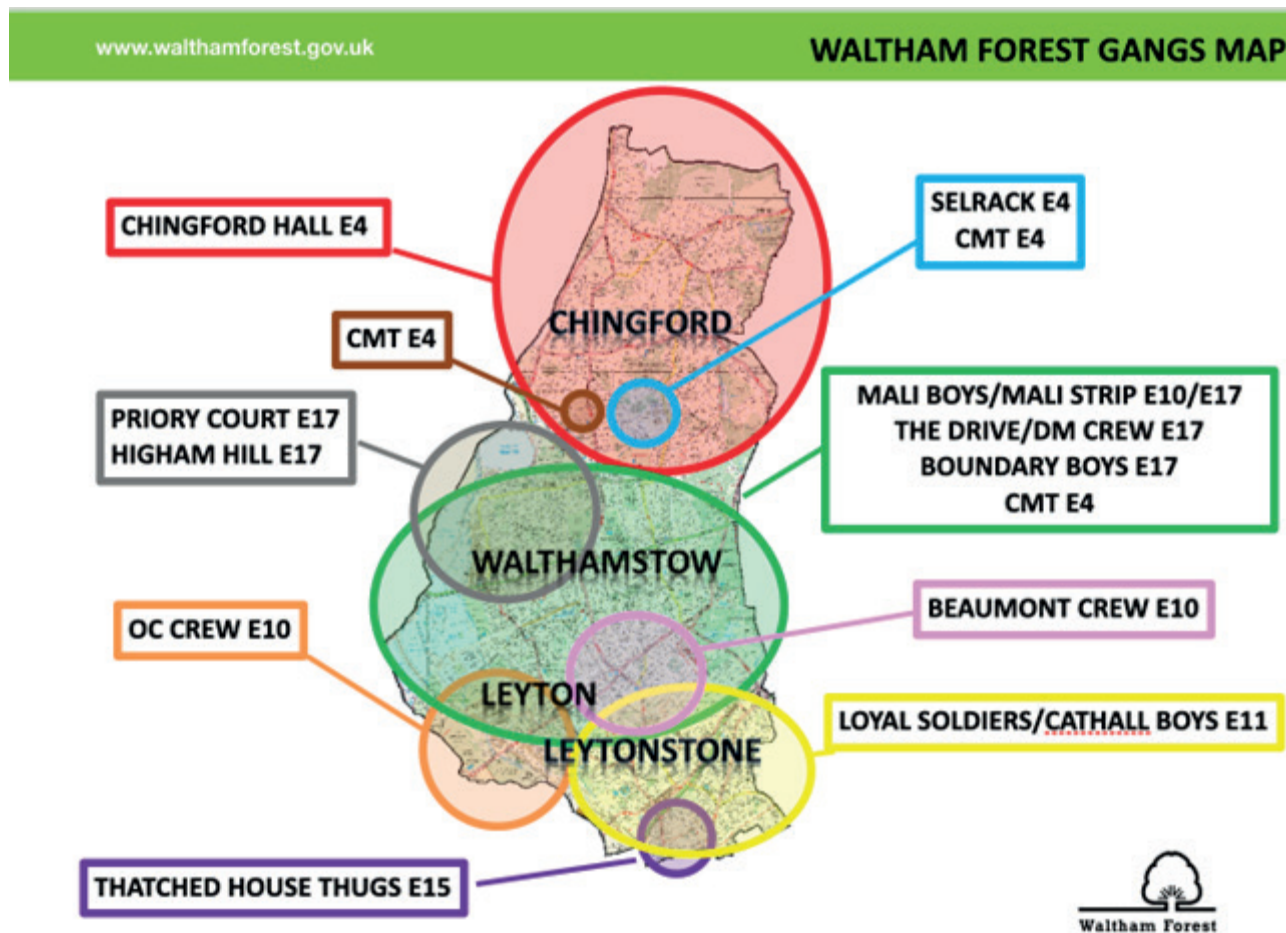 www.walthamforest.gov.uk
WALTHAM FOREST GANGS MAP
CHINGFORD HALL E4
SELRACK E4
CMT E4
CHINGFORD
CMT E4
PRIORY COURT E17
HIGHAM HILL E17
MALI BOYS/MALI STRIP E10/E17
THE DRIVE/DM CREW E17
BOUNDARY BOYS E17
CMT E4
WALTHAMSTOW
OC CREW E10
BEAUMONT CREW E10
LEYTON
LEYTONSTONE
LOYAL SOLDIERS/CATHALL BOYS E11
THATCHED HOUSE THUGS E15
Waltham Forest